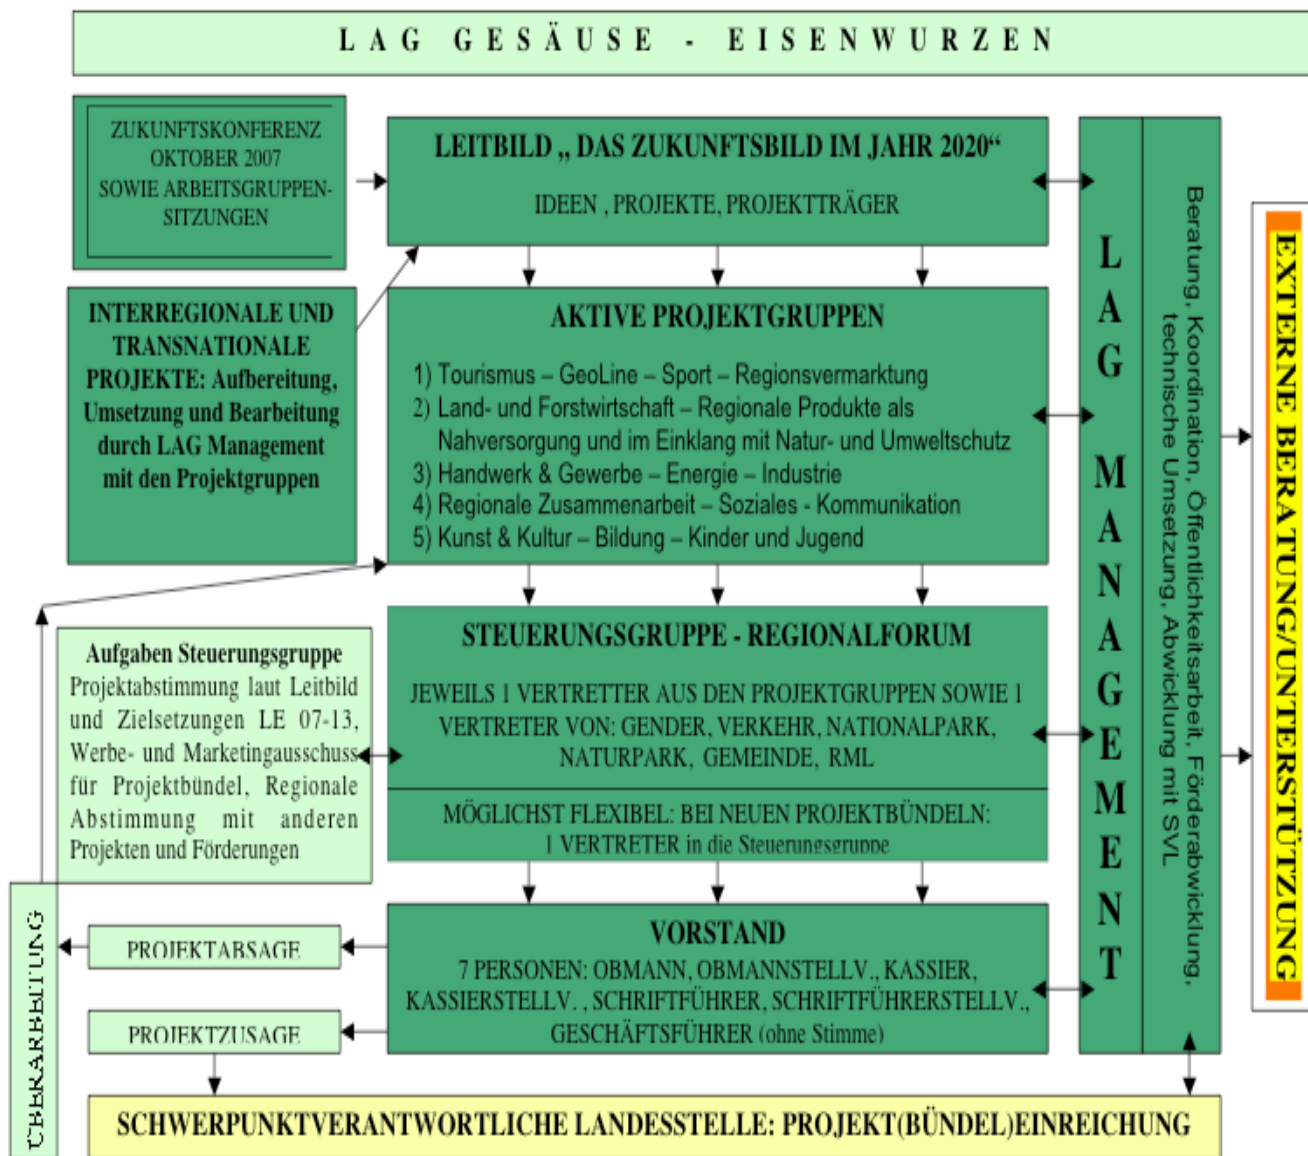 LAG GESÄUSE - EISENWURZEN
ZUKUNFTSKONFERENZ
OKTOBER 2007
SOWIE ARBEITSGRUPPEN-
SITZUNGEN
LEITBILD „ DAS ZUKUNFTSBILD IM JAHR 2020“
IDEEN , PROJEKTE, PROJEKTTRÄGER
INTERREGIONALE UND
TRANSNATIONALE
PROJEKTE: Aufbereitung,
Umsetzung und Bearbeitung
durch LAG Management
mit den Projektgruppen
AKTIVE PROJEKTGRUPPEN
1) Tourismus – GeoLine – Sport – Regionsvermarktung
2) Land- und Forstwirtschaft – Regionale Produkte als
Nahversorgung und im Einklang mit Natur- und Umweltschutz
3) Handwerk & Gewerbe – Energie – Industrie
4) Regionale Zusammenarbeit – Soziales - Kommunikation
5) Kunst & Kultur – Bildung – Kinder und Jugend
Aufgaben Steuerungsgruppe
Projektabstimmung laut Leitbild
und Zielsetzungen LE 07-13,
Werbe- und Marketingausschuss
für Projektbündel, Regionale
Abstimmung mit anderen
Projekten und Förderungen
STEUERUNGSGRUPPE - REGIONALFORUM
JEWEILS 1 VERTRETTER AUS DEN PROJEKTGRUPPEN SOWIE 1
VERTRETER VON: GENDER, VERKEHR, NATIONALPARK,
NATURPARK, GEMEINDE, RML
MÖGLICHST FLEXIBEL: BEI NEUEN PROJEKTBÜNDELN:
1 VERTRETER in die Steuerungsgruppe
ÜBERARBEITUNG
PROJEKTABSAGE
PROJEKTZUSAGE
VORSTAND
7 PERSONEN: OBMANN, OBMANNSTELLV., KASSIER,
KASSIERSTELLV. , SCHRIFTFÜHRER, SCHRIFTFÜHRERSTELLV.,
GESCHÄFTSFÜHRER (ohne Stimme)
LAG MANAGEMENT
Beratung, Koordination, Öffentlichkeitsarbeit, Förderabwicklung,
technische Umsetzung, Abwicklung mit SVL
EXTERNE BERATUNG/UNTERSTÜTZUNG
SCHWERPUNKTVERANTWORTLICHE LANDESSTELLE: PROJEKT(BÜNDEL)EINREICHUNG